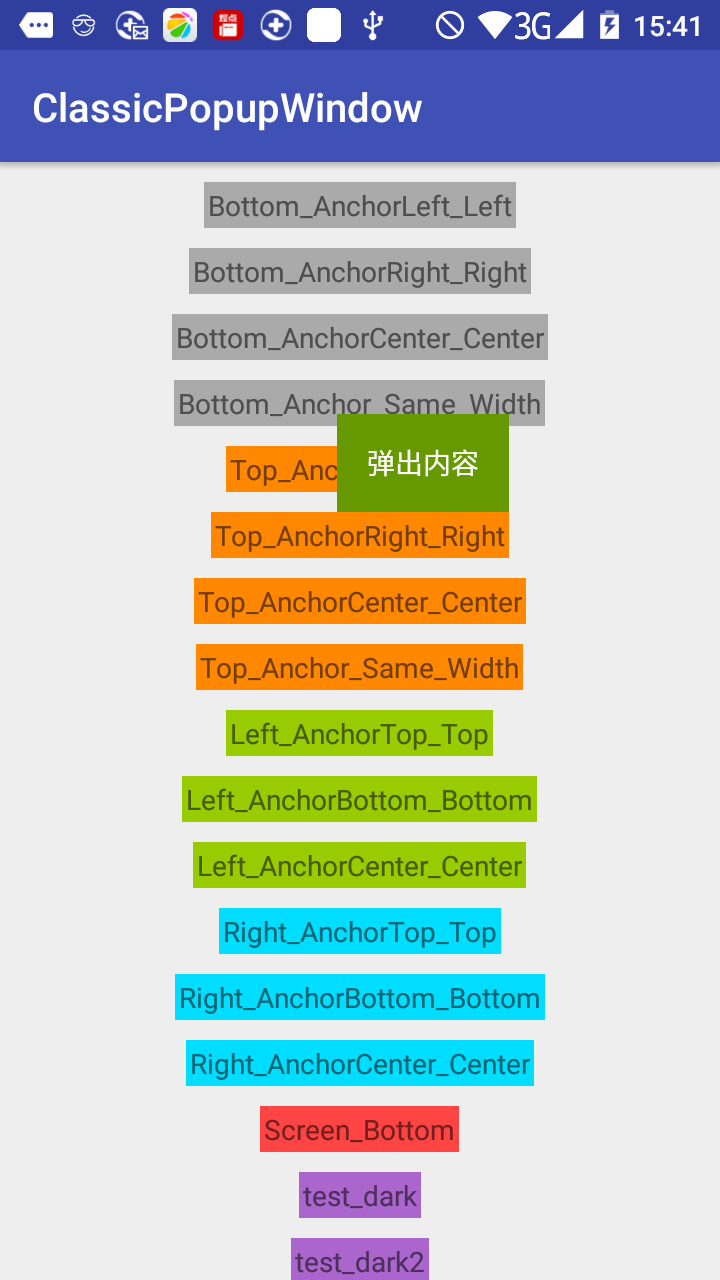 3G 15:41
ClassicPopupWindow
Bottom_AnchorLeft_Left
Bottom_AnchorRight_Right
Bottom_AnchorCenter_Center
Bottom_Anchor_Same_Width
弹出内容
Top_Anc
Top_AnchorRight_Right
Top_AnchorCenter_Center
Top_Anchor_Same_Width
Left_AnchorTop_Top
Left_AnchorBottom_Bottom
Left_AnchorCenter_Center
Right_AnchorTop_Top
Right_AnchorBottom_Bottom
Right_AnchorCenter_Center
Screen_Bottom
test_dark
test_dark2